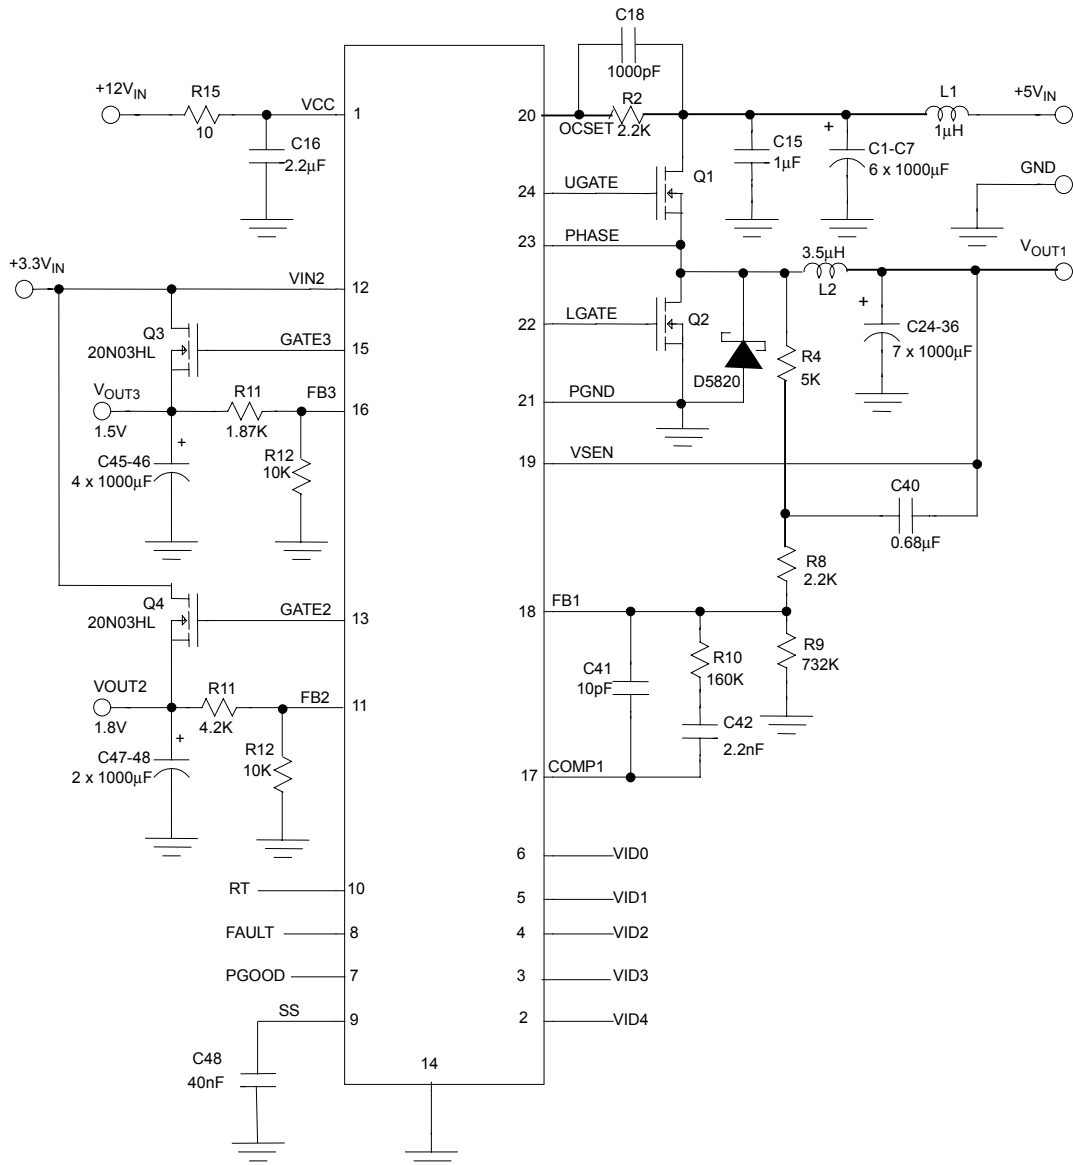 C18
1000pF
+12VIN
R15
10
VCC
1
C16
2.2μF
20
OCSET
R2
2.2K
L1
1μH
+5VIN
C15
1μF
+
C1-C7
6 x 1000μF
GND
24
UGATE
Q1
23
PHASE
3.5μH
L2
VOUT1
+3.3VIN
VIN2
12
Q3
20N03HL
GATE3
15
22
LGATE
Q2
D5820
R4
5K
+
C24-36
7 x 1000μF
VOUT3
1.5V
R11
1.87K
FB3
16
21
PGND
+
C45-46
4 x 1000μF
R12
10K
19
VSEN
C40
0.68μF
R8
2.2K
Q4
20N03HL
GATE2
13
18
FB1
R9
732K
R10
160K
C41
10pF
C42
2.2nF
VOUT2
1.8V
R11
4.2K
FB2
11
+
C47-48
2 x 1000μF
R12
10K
17
COMP1
6
VID0
RT
10
5
VID1
FAULT
8
4
VID2
PGOOD
7
3
VID3
SS
9
2
VID4
C48
40nF
14